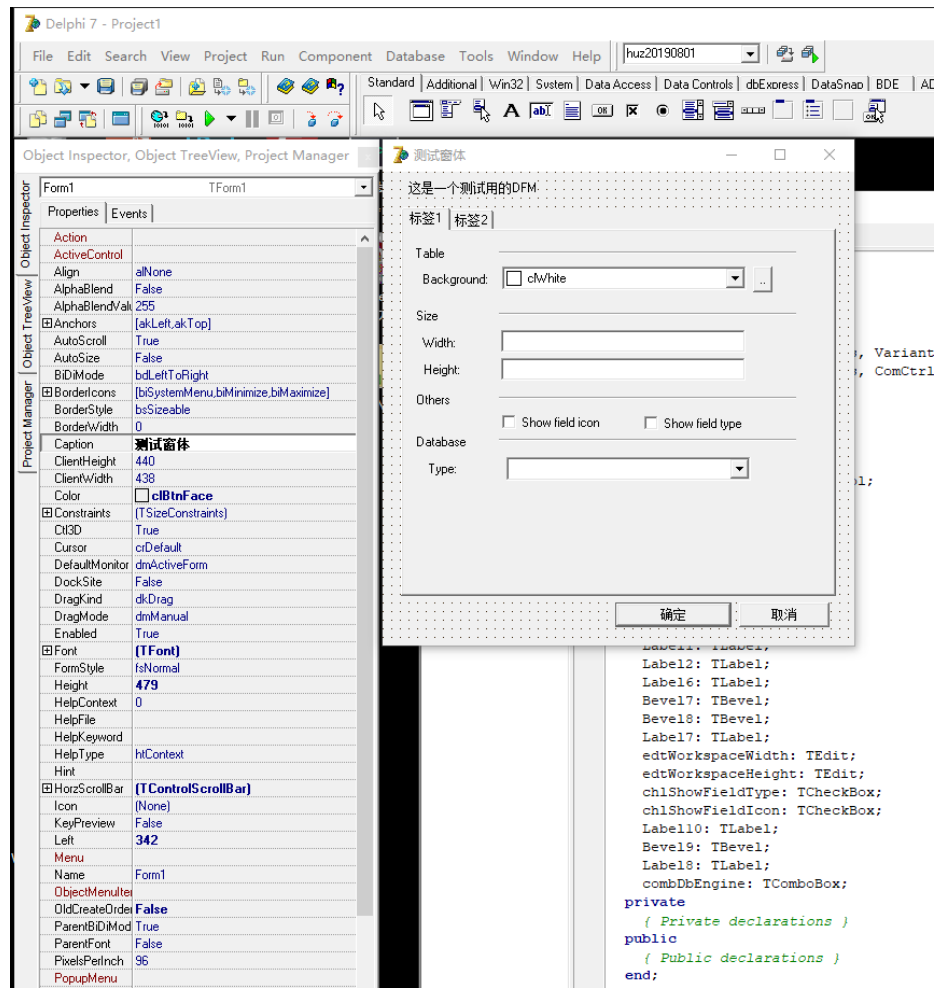 Delphi 7 - Project1
File Edit Search View Project Run Component Database Tools Window Help huz20190801
Standard Additional Win32 System Data Access Data Controls dbExpress DataSnap BDE
Object Inspector, Object TreeView, Project Manager
Object Inspector
Object TreeView
Project Manager
Form1 TForm1
Properties Events
Action
ActiveControl
Align alNone
AlphaBlend False
AlphaBlendVal 255
Anchors [akLeft,akTop]
AutoScroll True
AutoSize False
BiDiMode bdLeftToRight
BorderIcons [biSystemMenu,biMinimize,biMaximize]
BorderStyle bsSizeable
BorderWidth 0
Caption 测试窗体
ClientHeight 440
ClientWidth 438
Color clBtnFace
Constraints (TSizeConstraints)
Ctl3D True
Cursor crDefault
DefaultMonitor dmActiveForm
DockSite False
DragKind dkDrag
DragMode dmManual
Enabled True
Font (TFont)
FormStyle fsNormal
Height 479
HelpContext 0
HelpFile
HelpKeyword
HelpType htContext
Hint
HorzScrollBar (TControlScrollBar)
Icon (None)
KeyPreview False
Left 342
Menu
Name Form1
ObjectMenuIte
OldCreateOrde False
ParentBiDiMod True
ParentFont False
PixelsPerInch 96
PopupMenu
测试窗体
这是一个测试用的DFM
标签1 标签2
Table
Background: clWhite ..
Size
Width:
Height:
Others
Show field icon Show field type
Database
Type:
确定 取消
s, Variant
s, ComCtrl
ol;
Label11: TLabel;
Label2: TLabel;
Label6: TLabel;
Bevel7: TBevel;
Bevel8: TBevel;
Label7: TLabel;
edtWorkspaceWidth: TEdit;
edtWorkspaceHeight: TEdit;
chlShowFieldType: TCheckBox;
chlShowFieldIcon: TCheckBox;
Label10: TLabel;
Bevel9: TBevel;
Label8: TLabel;
combDbEngine: TComboBox;
private
{ Private declarations }
public
{ Public declarations }
end;